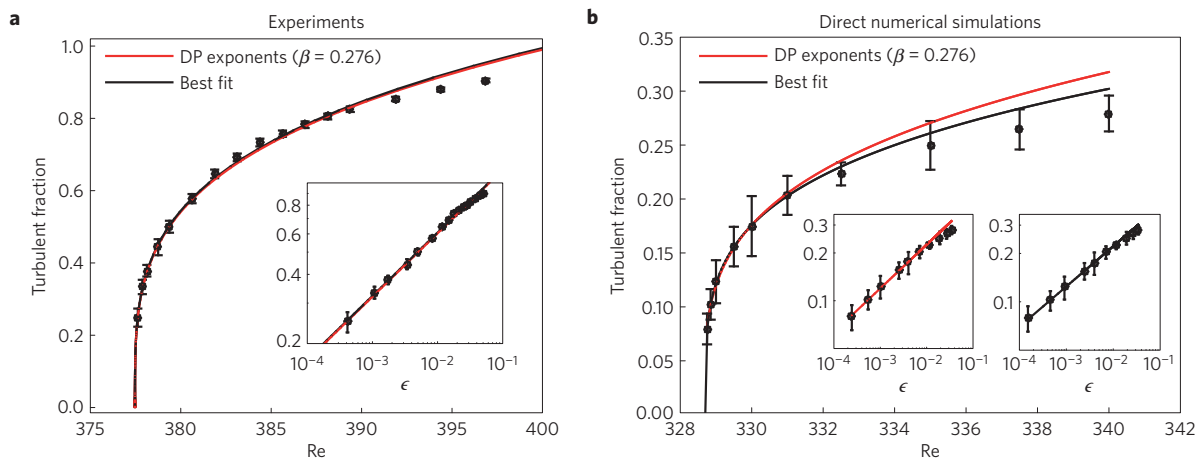 a
Experiments
1.0
0.8
0.6
0.4
0.2
0.0
Turbulent fraction
DP exponents (β = 0.276)
Best fit
0.8
0.6
0.4
0.2
10⁻⁴ 10⁻³ 10⁻² 10⁻¹
ϵ
375 380 385 390 395 400
Re
b
Direct numerical simulations
0.35
0.30
0.25
0.20
0.15
0.10
0.05
0.00
Turbulent fraction
DP exponents (β = 0.276)
Best fit
0.3
0.2
0.1
10⁻⁴ 10⁻³ 10⁻² 10⁻¹
ϵ
0.3
0.2
0.1
10⁻⁴ 10⁻³ 10⁻² 10⁻¹
ϵ
328 330 332 334 336 338 340 342
Re